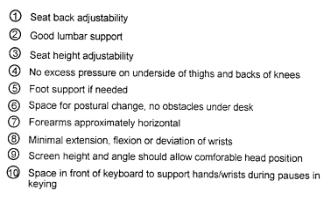 ① Seat back adjustability
② Good lumbar support
③ Seat height adjustability
④ No excess pressure on underside of thighs and backs of knees
⑤ Foot support if needed
⑥ Space for postural change, no obstacles under desk
⑦ Forearms approximately horizontal
⑧ Minimal extension, flexion or deviation of wrists
⑨ Screen height and angle should allow comforable head position
⑩ Space in front of keyboard to support hands/wrists during pauses in
keying